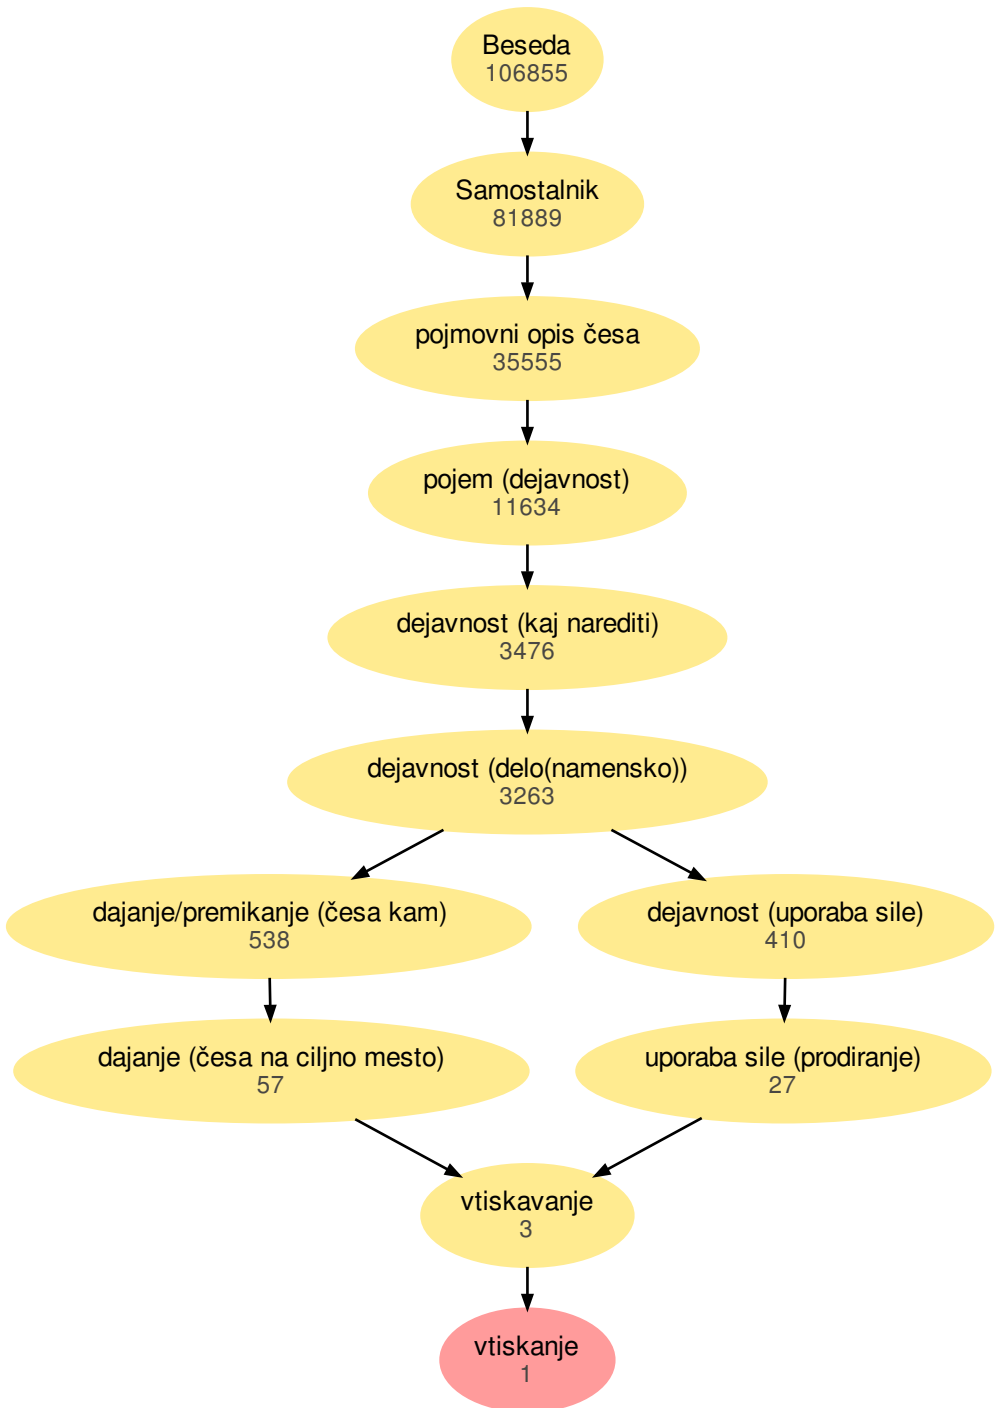 Beseda
106855
Samostalnik
81889
pojmovni opis česa
35555
pojem (dejavnost)
11634
dejavnost (kaj narediti)
3476
dejavnost (delo(namensko))
3263
dajanje/premikanje (česa kam)
538
dejavnost (uporaba sile)
410
dajanje (česa na ciljno mesto)
57
uporaba sile (prodiranje)
27
vtiskavanje
3
vtiskanje
1